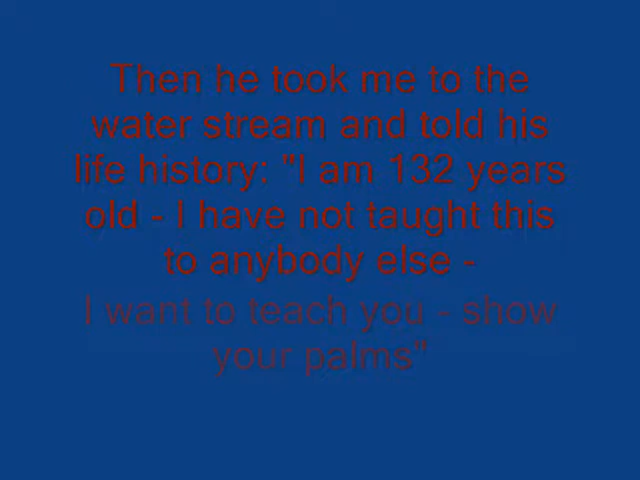 Then he took me to the
water stream and told his
life history: "I am 132 years
old - I have not taught this
to anybody else -
I want to teach you - show
your palms"